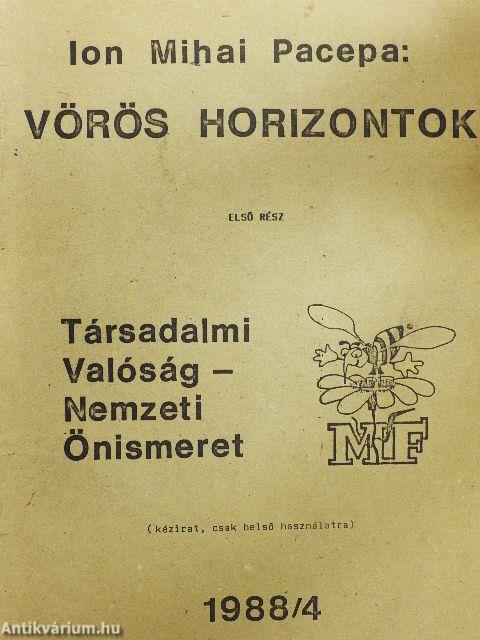 Ion Mihai Pacepa:
VÖRÖS HORIZONTOK
ELSŐ RÉSZ
Társadalmi
Valóság –
Nemzeti
Önismeret
MF
(kézirat, csak belső használatra)
1988/4
Antikvárium.hu